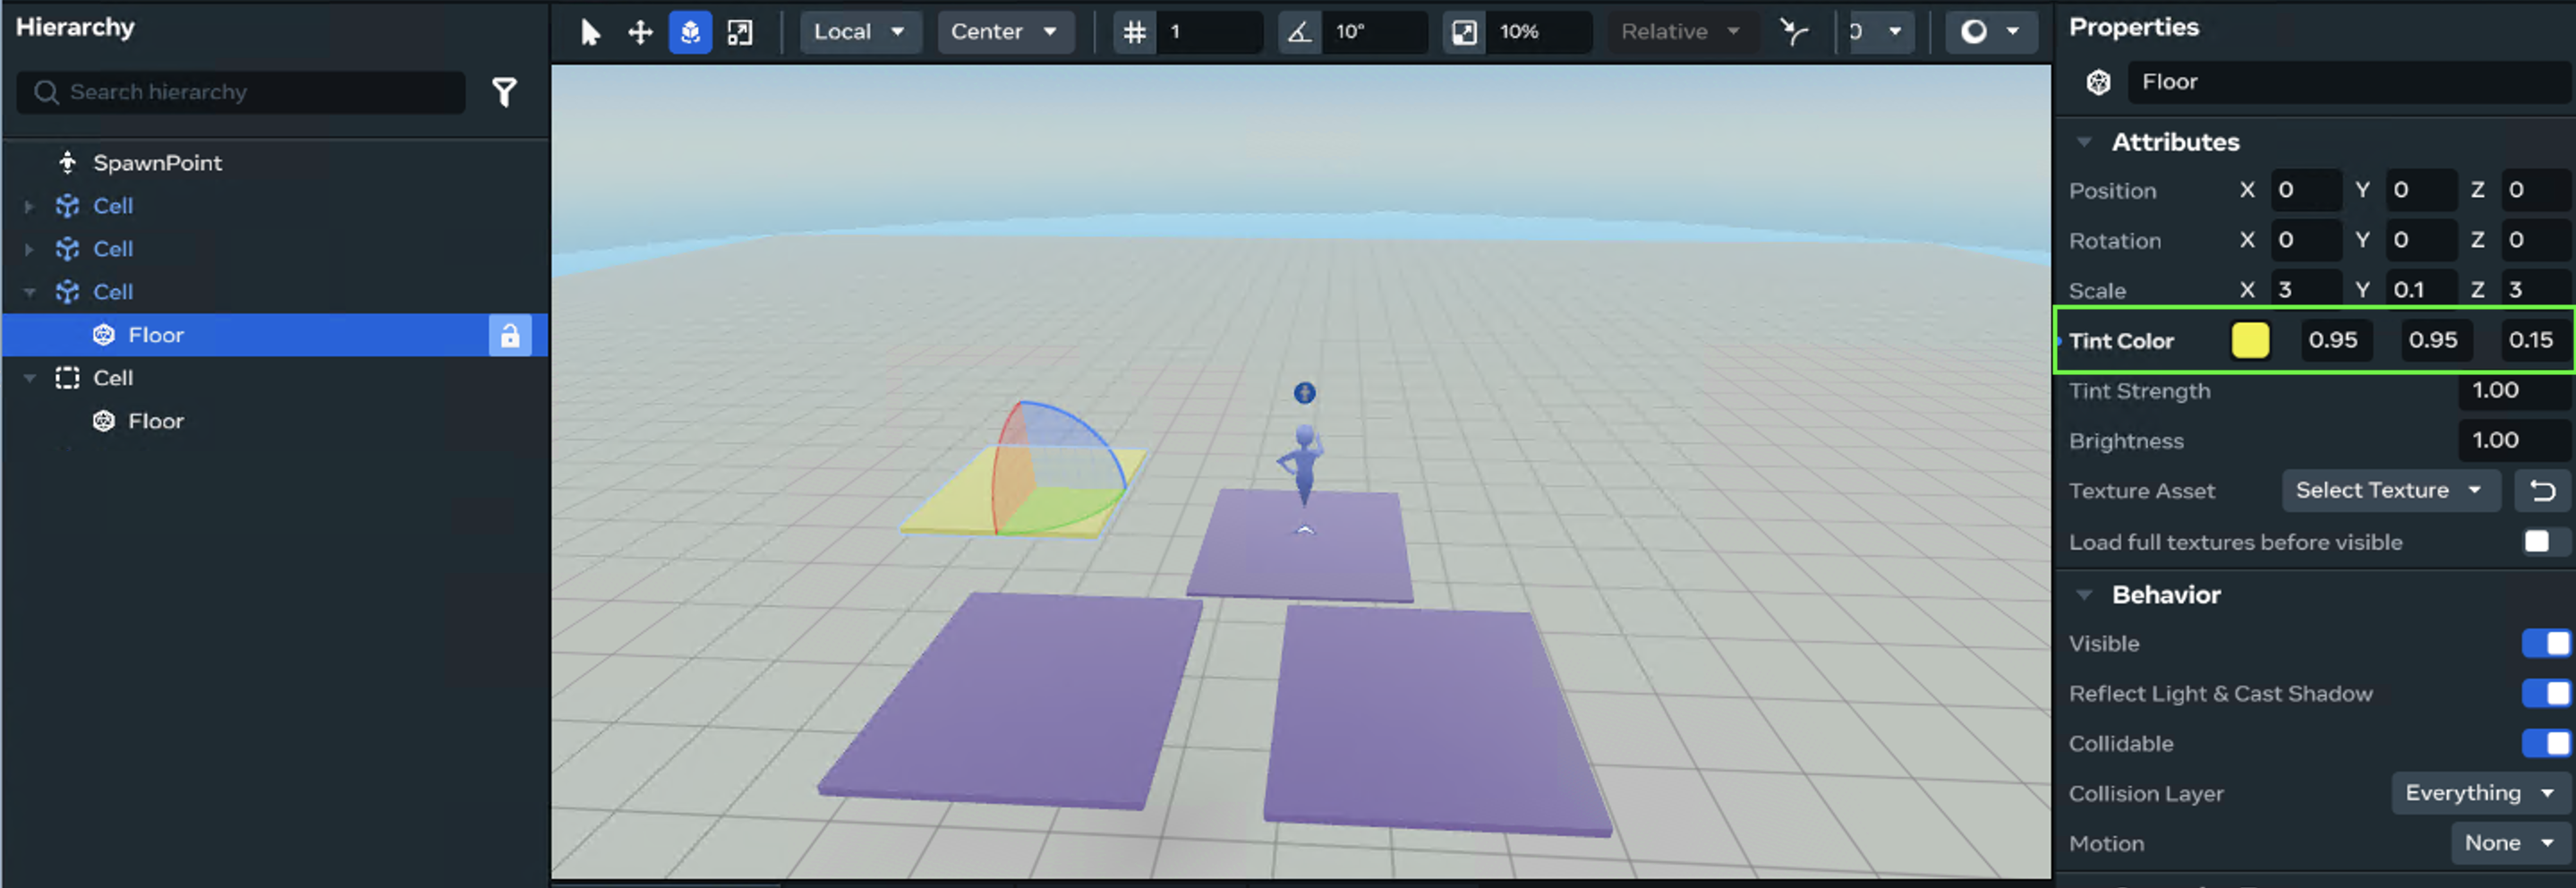 Hierarchy
Search hierarchy
SpawnPoint
Cell
Cell
Cell
Floor
Cell
Floor
Local Center 1 10° 10% Relative 0
Properties
Floor
Attributes
Position X 0 Y 0 Z 0
Rotation X 0 Y 0 Z 0
Scale X 3 Y 0.1 Z 3
Tint Color 0.95 0.95 0.15
Tint Strength 1.00
Brightness 1.00
Texture Asset Select Texture
Load full textures before visible
Behavior
Visible
Reflect Light & Cast Shadow
Collidable
Collision Layer Everything
Motion None